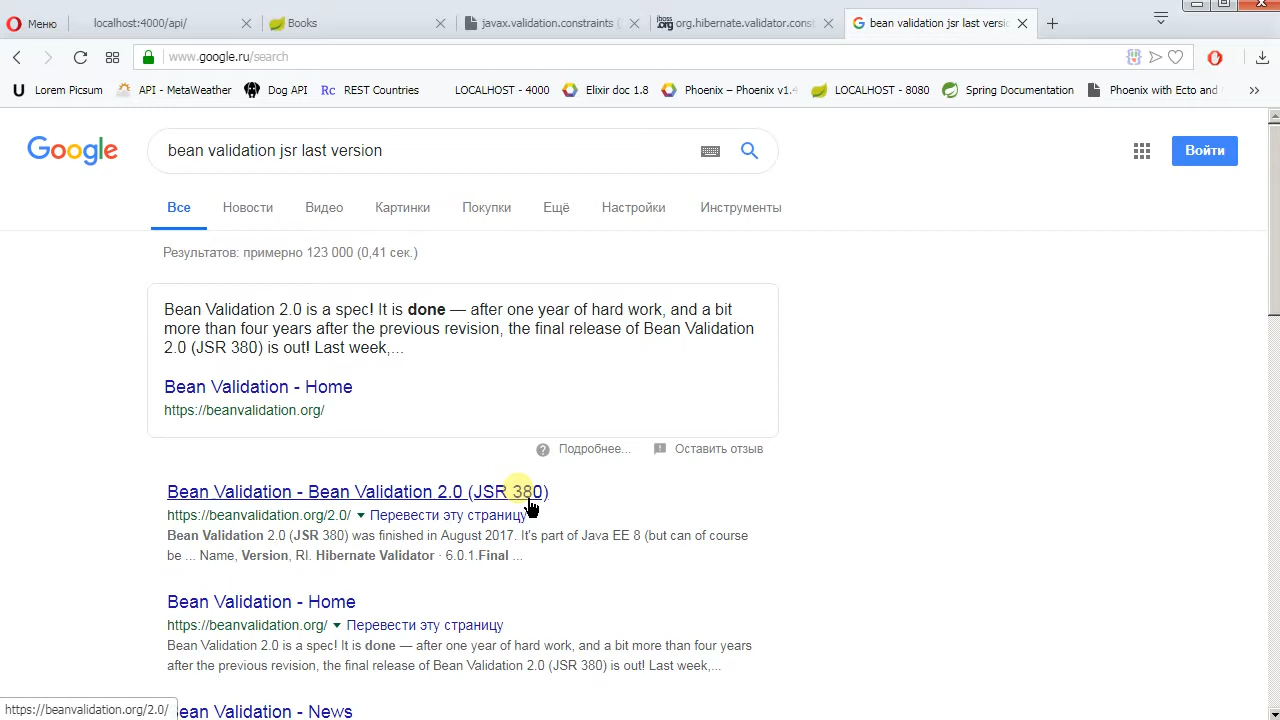 Меню
localhost:4000/api/
Books
javax.validation.constraints (
org.hibernate.validator.cons
bean validation jsr last versi
www.google.ru/search
Lorem Picsum
API - MetaWeather
Dog API
Rc REST Countries
LOCALHOST - 4000
Elixir doc 1.8
Phoenix – Phoenix v1.4
LOCALHOST - 8080
Spring Documentation
Phoenix with Ecto and
Google
bean validation jsr last version
Войти
Все
Новости
Видео
Картинки
Покупки
Ещё
Настройки
Инструменты
Результатов: примерно 123 000 (0,41 сек.)
Bean Validation 2.0 is a spec! It is done — after one year of hard work, and a bit
more than four years after the previous revision, the final release of Bean Validation
2.0 (JSR 380) is out! Last week,...
Bean Validation - Home
https://beanvalidation.org/
Подробнее...
Оставить отзыв
Bean Validation - Bean Validation 2.0 (JSR 380)
https://beanvalidation.org/2.0/ Перевести эту страницу
Bean Validation 2.0 (JSR 380) was finished in August 2017. It's part of Java EE 8 (but can of course
be ... Name, Version, RI. Hibernate Validator · 6.0.1.Final ...
Bean Validation - Home
https://beanvalidation.org/ Перевести эту страницу
Bean Validation 2.0 is a spec! It is done — after one year of hard work, and a bit more than four years
after the previous revision, the final release of Bean Validation 2.0 (JSR 380) is out! Last week,...
https://beanvalidation.org/2.0/
ean Validation - News